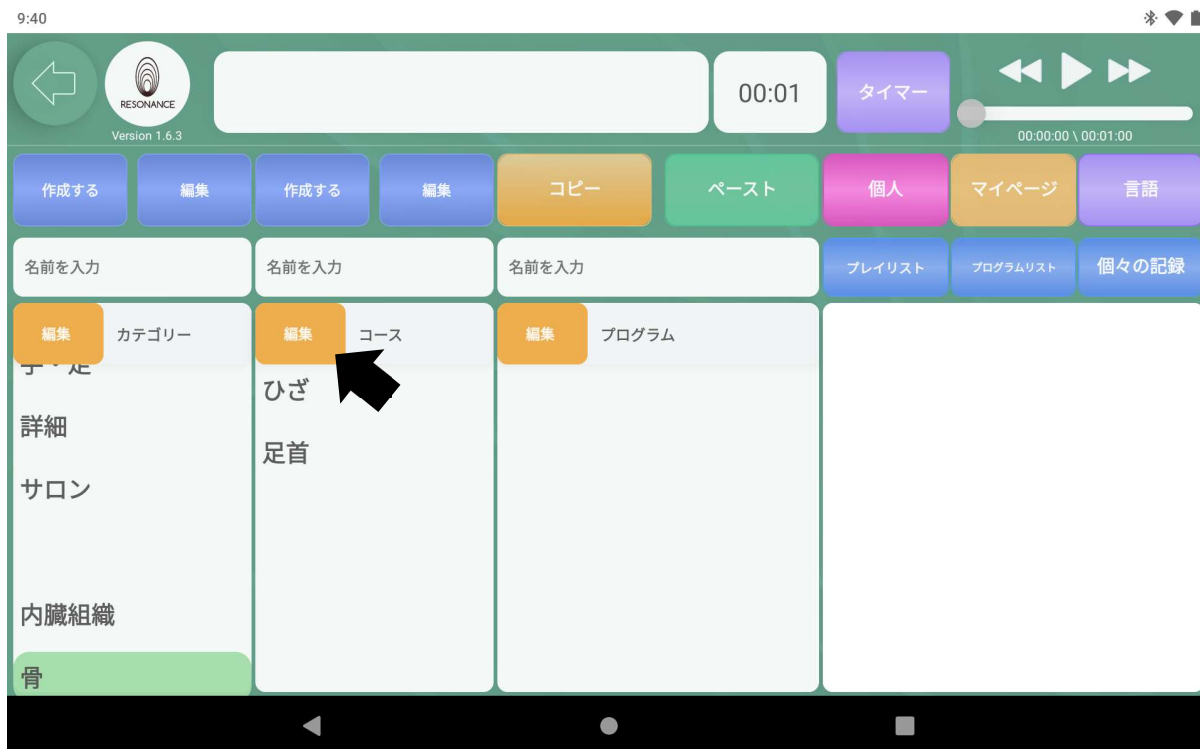 9:40
RESONANCE
Version 1.6.3
00:01
タイマー
00:00:00 \ 00:01:00
作成する
編集
作成する
編集
コピー
ペースト
個人
マイページ
言語
名前を入力
名前を入力
名前を入力
プレイリスト
プログラムリスト
個々の記録
編集
カテゴリー
編集
コース
編集
プログラム
手・足
詳細
サロン
内臓組織
骨
ひざ
足首